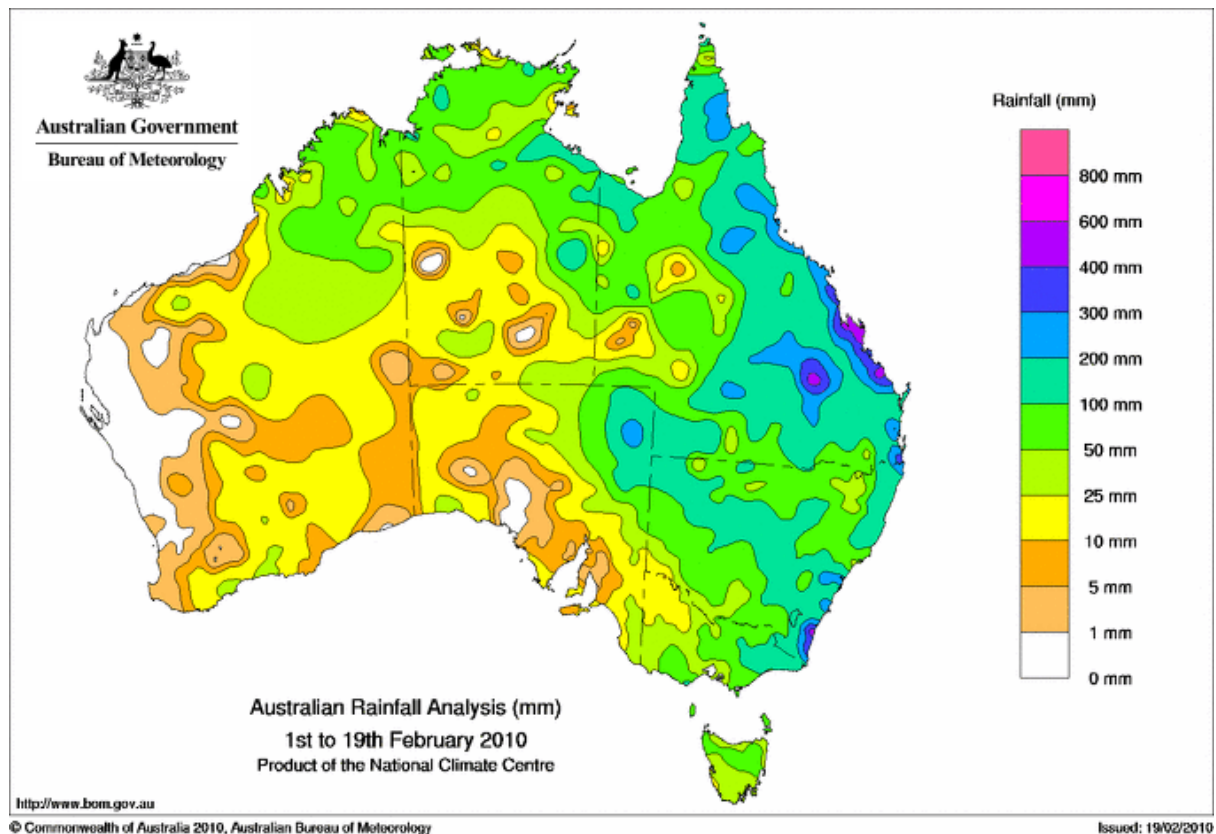 Australian Government
Bureau of Meteorology
Rainfall (mm)
800 mm
600 mm
400 mm
300 mm
200 mm
100 mm
50 mm
25 mm
10 mm
5 mm
1 mm
0 mm
Australian Rainfall Analysis (mm)
1st to 19th February 2010
Product of the National Climate Centre
http://www.bom.gov.au
© Commonwealth of Australia 2010, Australian Bureau of Meteorology
Issued: 19/02/2010